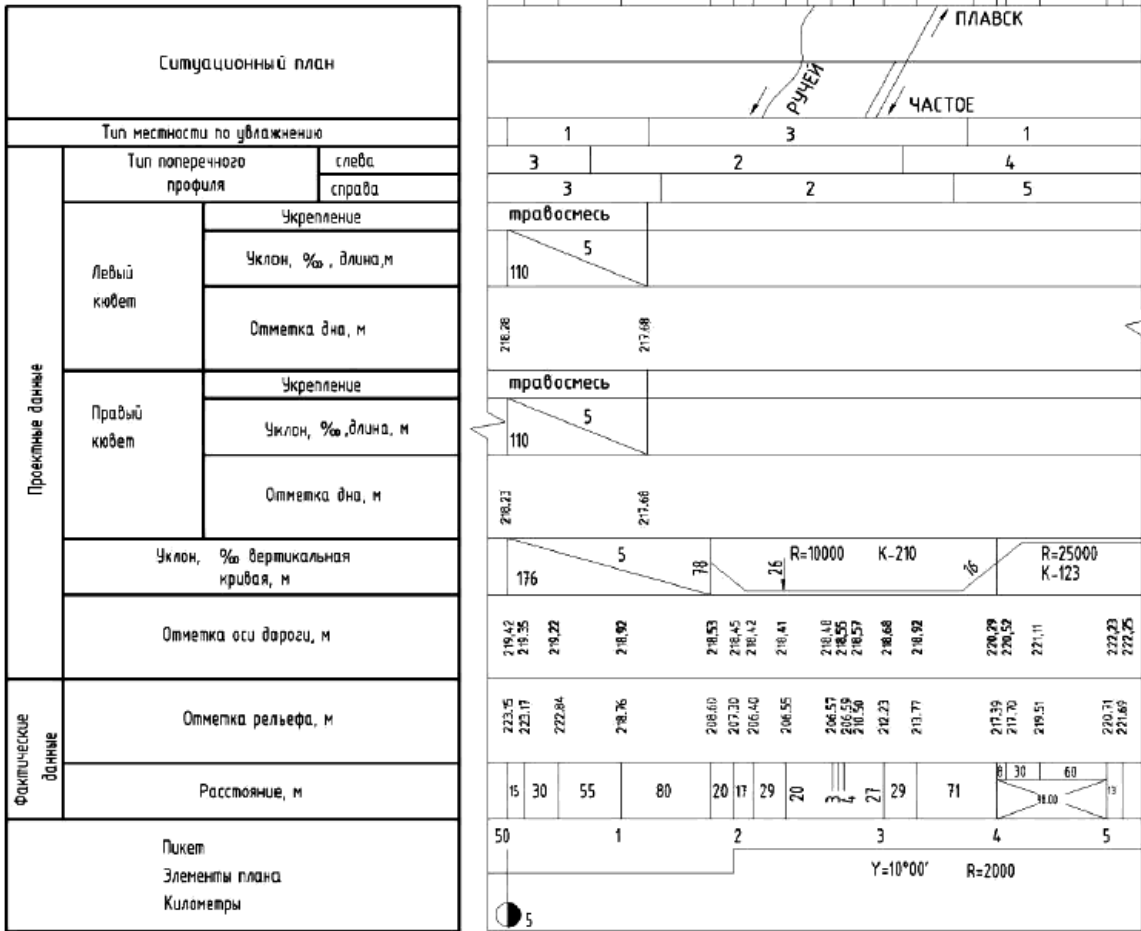 Ситуационный план
ПЛАВСК
РУЧЕЙ
ЧАСТОЕ
Тип местности по увлажнению
1 3 1
Проектные данные
Тип поперечного
профиля
слева
3 2 4
справа
3 2 5
Левый
кювет
Укрепление
травосмесь
Уклон, ‰, длина,м
5
110
Отметка дна, м
218.28 217.68
Правый
кювет
Укрепление
травосмесь
Уклон, ‰,длина, м
5
110
Отметка дна, м
218.23 217.68
Уклон, ‰ вертикальная
кривая, м
5
176
78
26
R=10000 K-210
R=25000
K-123
Отметка оси дороги, м
219,42 219.35 219,22 218,92 218,53 218,45 218,42 218,41 218,48 218,55 218,57 218,68 218,92 220,29 220,52 221,11 222,23 222,25
Фактические
данные
Отметка рельефа, м
223.15 223.17 222.84 218.76 208.60 207.30 206.40 206.55 206.57 206.59 210.50 212.23 213.77 217.39 217.70 219.51 220.71 221.69
Расстояние, м
15 30 55 80 20 17 29 20 3 4 27 29 71 8 30 60 13
Пикет
Элементы плана
Километры
50 1 2 3 4 5
Y=10°00' R=2000
5